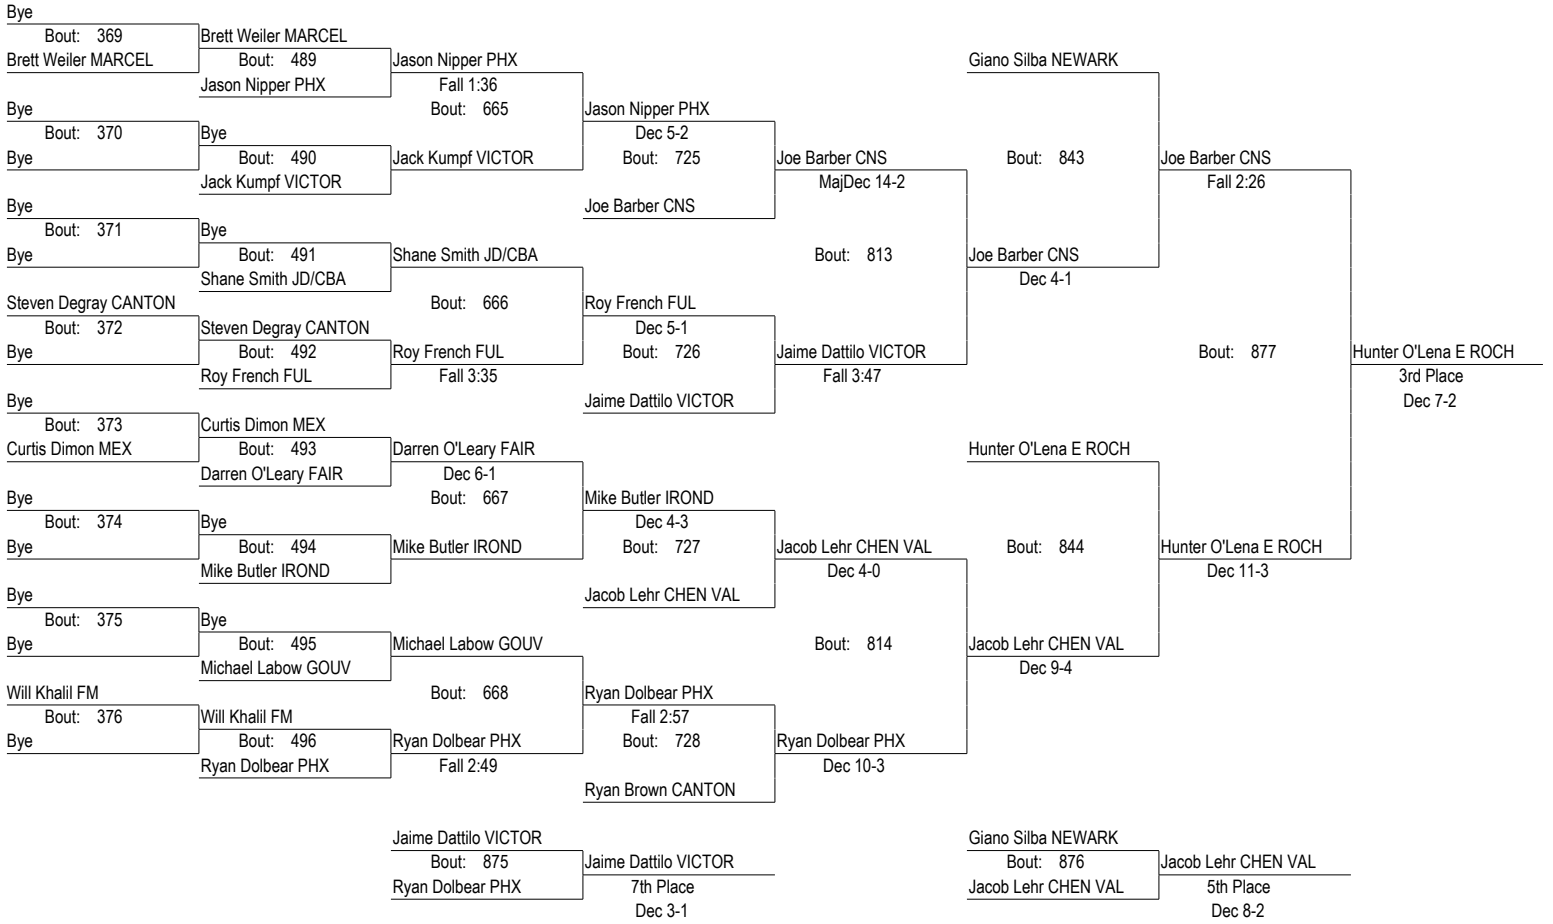 Bye
Bout: 369
Brett Weiler MARCEL
Brett Weiler MARCEL
Bout: 489
Jason Nipper PHX
Jason Nipper PHX
Fall 1:36
Bout: 665
Bye
Bout: 370
Bye
Bye
Bout: 490
Jack Kumpf VICTOR
Jack Kumpf VICTOR
Jason Nipper PHX
Dec 5-2
Bout: 725
Joe Barber CNS
Joe Barber CNS
MajDec 14-2
Bye
Bout: 371
Bye
Bye
Bout: 491
Shane Smith JD/CBA
Shane Smith JD/CBA
Bout: 666
Steven Degray CANTON
Bout: 372
Bye
Steven Degray CANTON
Bout: 492
Roy French FUL
Roy French FUL
Fall 3:35
Roy French FUL
Dec 5-1
Bout: 726
Jaime Dattilo VICTOR
Jaime Dattilo VICTOR
Fall 3:47
Bout: 813
Giano Silba NEWARK
Bout: 843
Joe Barber CNS
Dec 4-1
Joe Barber CNS
Fall 2:26
Bye
Bout: 373
Curtis Dimon MEX
Curtis Dimon MEX
Bout: 493
Darren O'Leary FAIR
Darren O'Leary FAIR
Dec 6-1
Bout: 667
Bye
Bout: 374
Bye
Bye
Bout: 494
Mike Butler IROND
Mike Butler IROND
Mike Butler IROND
Dec 4-3
Bout: 727
Jacob Lehr CHEN VAL
Jacob Lehr CHEN VAL
Dec 4-0
Bye
Bout: 375
Bye
Bye
Bout: 495
Michael Labow GOUV
Michael Labow GOUV
Bout: 668
Will Khalil FM
Bout: 376
Bye
Will Khalil FM
Bout: 496
Ryan Dolbear PHX
Ryan Dolbear PHX
Fall 2:49
Ryan Dolbear PHX
Fall 2:57
Bout: 728
Ryan Brown CANTON
Ryan Dolbear PHX
Dec 10-3
Bout: 814
Hunter O'Lena E ROCH
Bout: 844
Jacob Lehr CHEN VAL
Dec 9-4
Hunter O'Lena E ROCH
Dec 11-3
Bout: 877
Hunter O'Lena E ROCH
3rd Place
Dec 7-2
Jaime Dattilo VICTOR
Bout: 875
Ryan Dolbear PHX
Jaime Dattilo VICTOR
7th Place
Dec 3-1
Giano Silba NEWARK
Bout: 876
Jacob Lehr CHEN VAL
Jacob Lehr CHEN VAL
5th Place
Dec 8-2